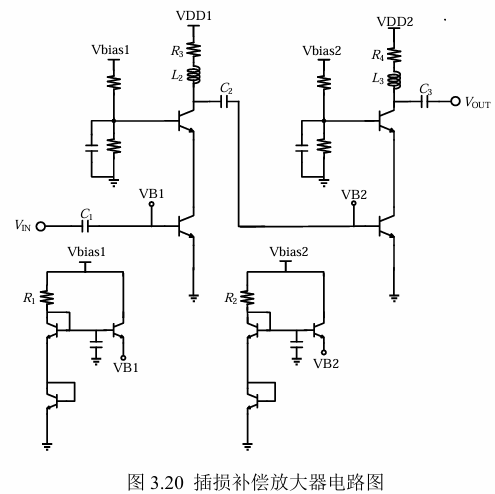 VDD1
VDD2
Vbias1
R3
Vbias2
R4
L2
C2
L3
C3
VOUT
VB1
VB2
VIN
C1
Vbias1
Vbias2
R1
R2
VB1
VB2
图 3.20 插损补偿放大器电路图